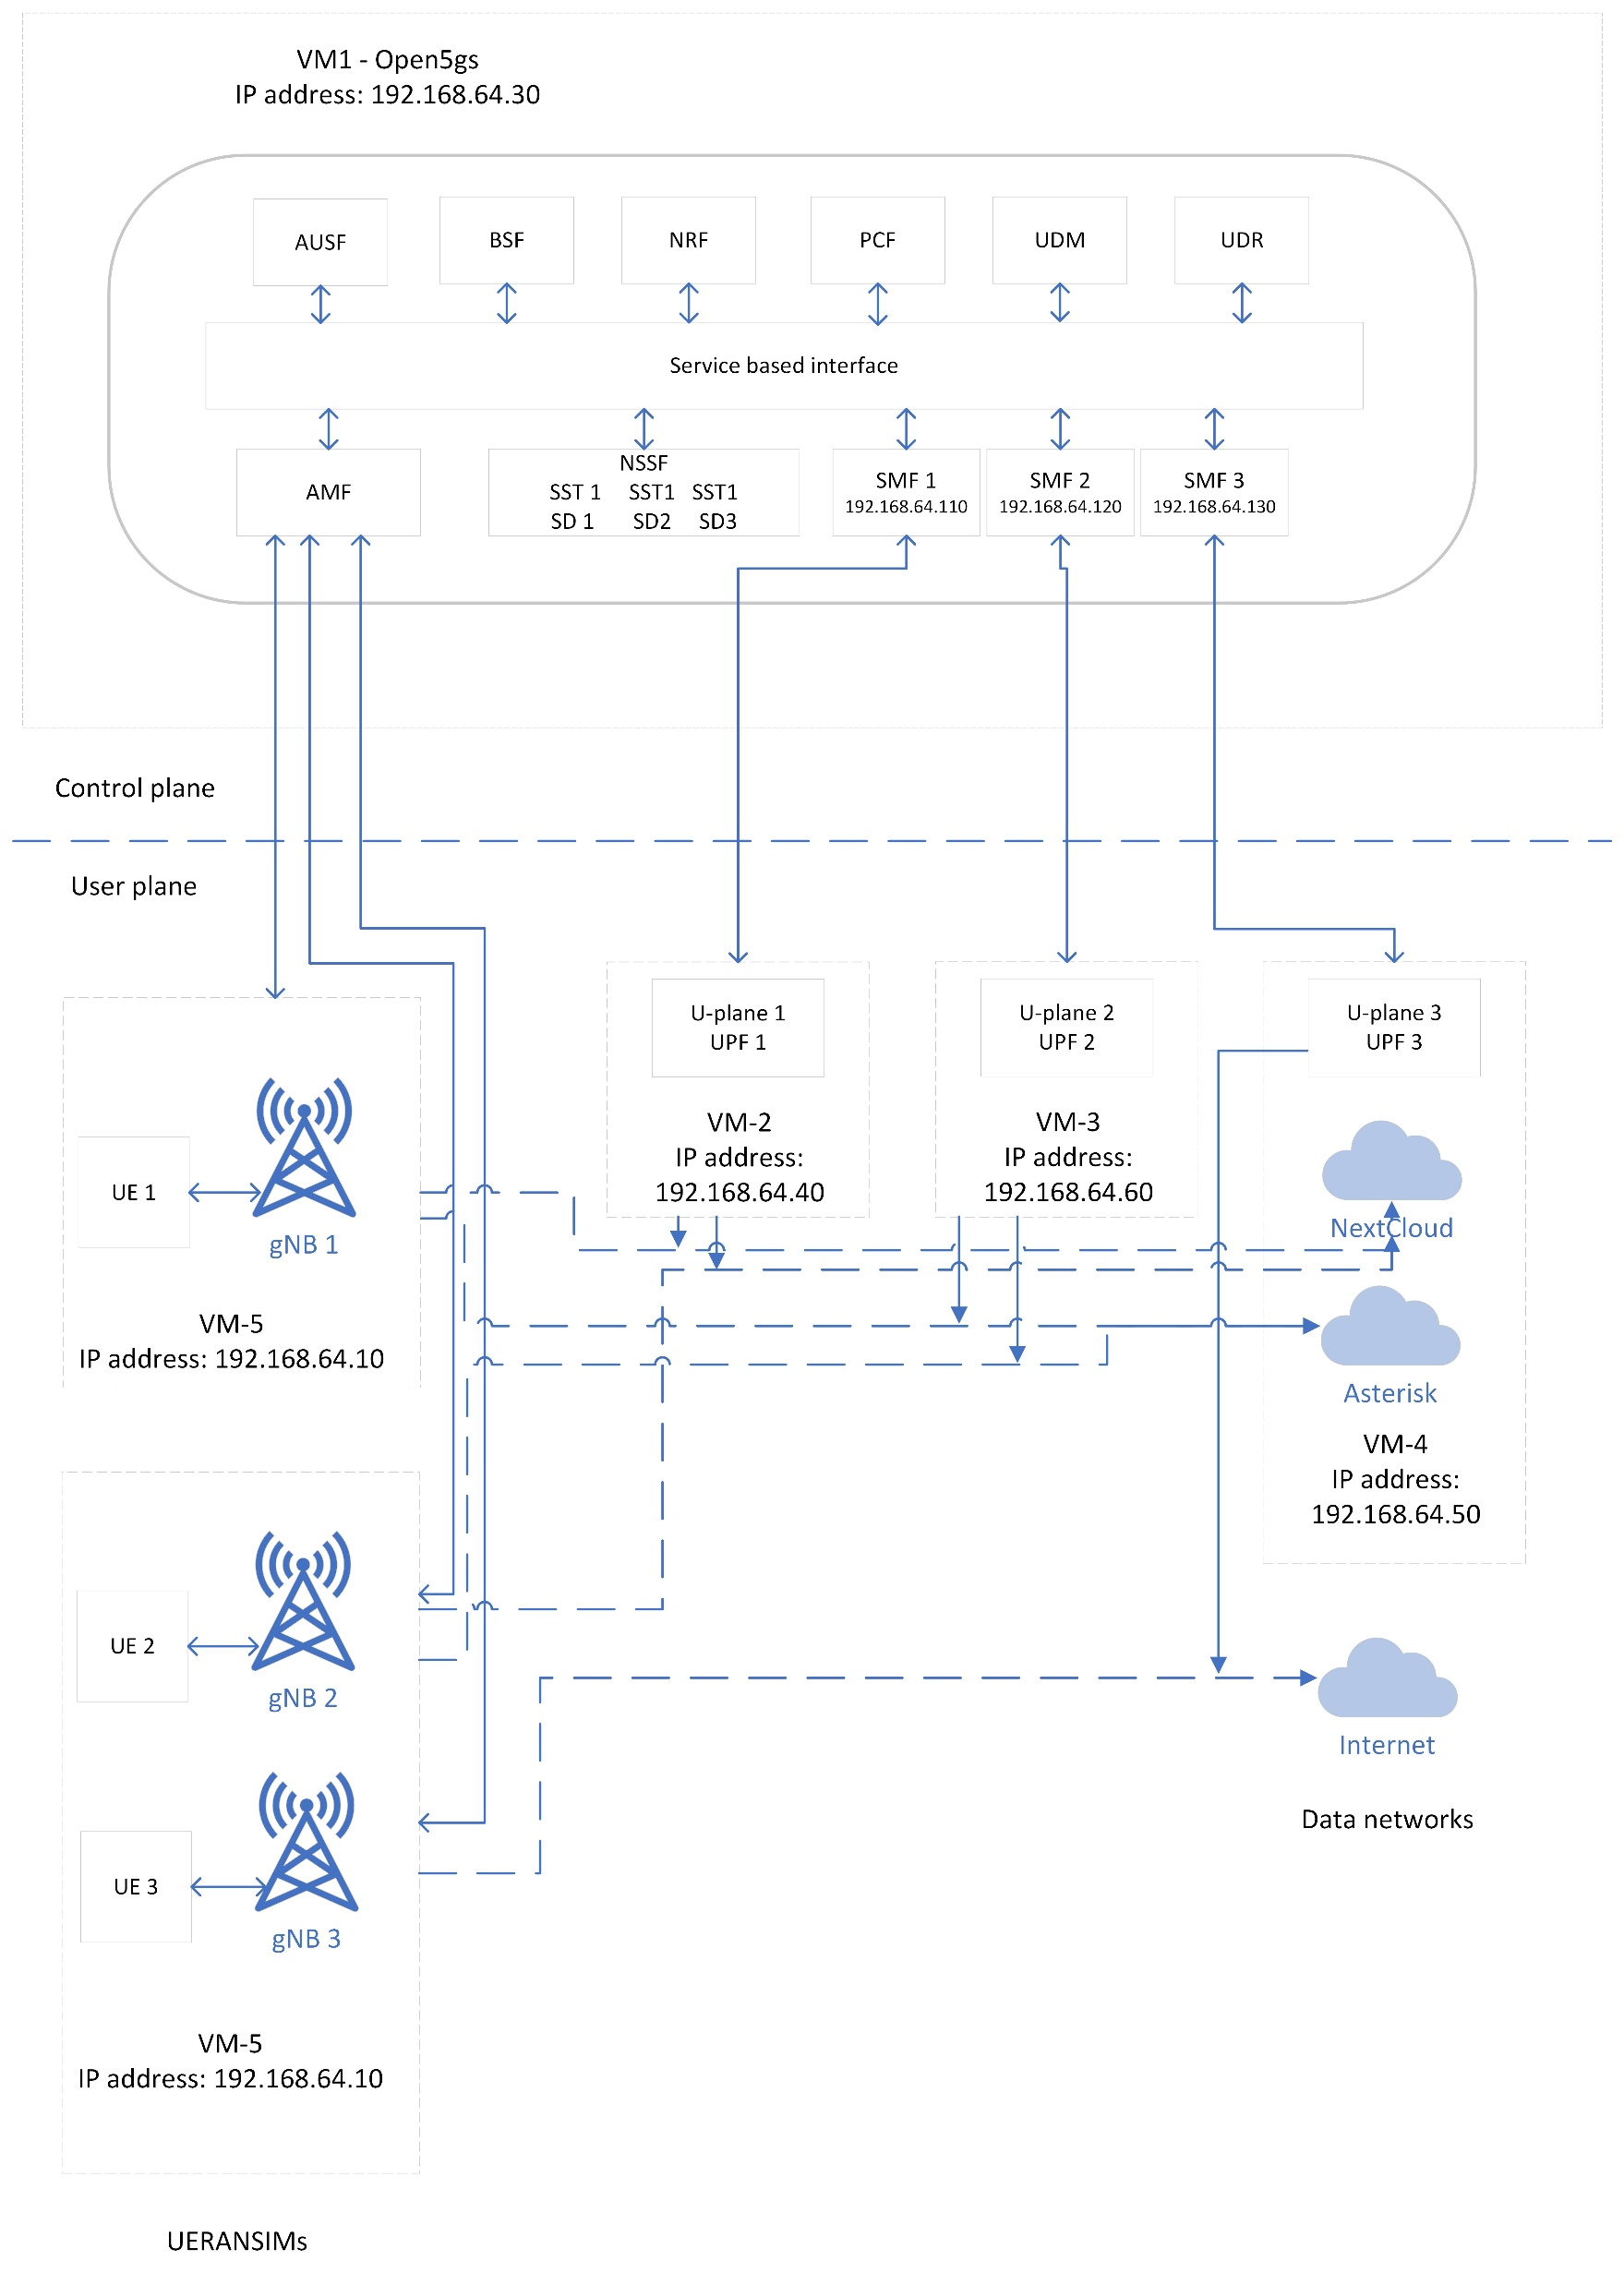 VM1 - Open5gs
IP address: 192.168.64.30
AUSF
BSF
NRF
PCF
UDM
UDR
Service based interface
AMF
NSSF
SST 1 SST1 SST1
SD 1 SD2 SD3
SMF 1
192.168.64.110
SMF 2
192.168.64.120
SMF 3
192.168.64.130
Control plane
User plane
U-plane 1
UPF 1
VM-2
IP address:
192.168.64.40
U-plane 2
UPF 2
VM-3
IP address:
192.168.64.60
U-plane 3
UPF 3
NextCloud
Asterisk
VM-4
IP address:
192.168.64.50
UE 1
gNB 1
VM-5
IP address: 192.168.64.10
UE 2
gNB 2
UE 3
gNB 3
VM-5
IP address: 192.168.64.10
Internet
Data networks
UERANSIMs